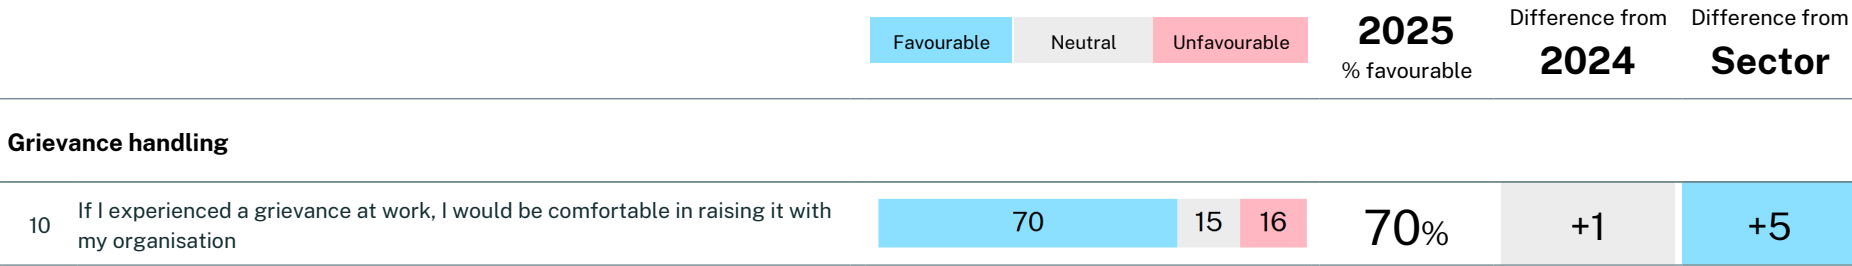 Favourable Neutral Unfavourable
2025
% favourable
Difference from
2024
Difference from
Sector
Grievance handling
10 If I experienced a grievance at work, I would be comfortable in raising it with
my organisation
70 15 16 70% +1 +5